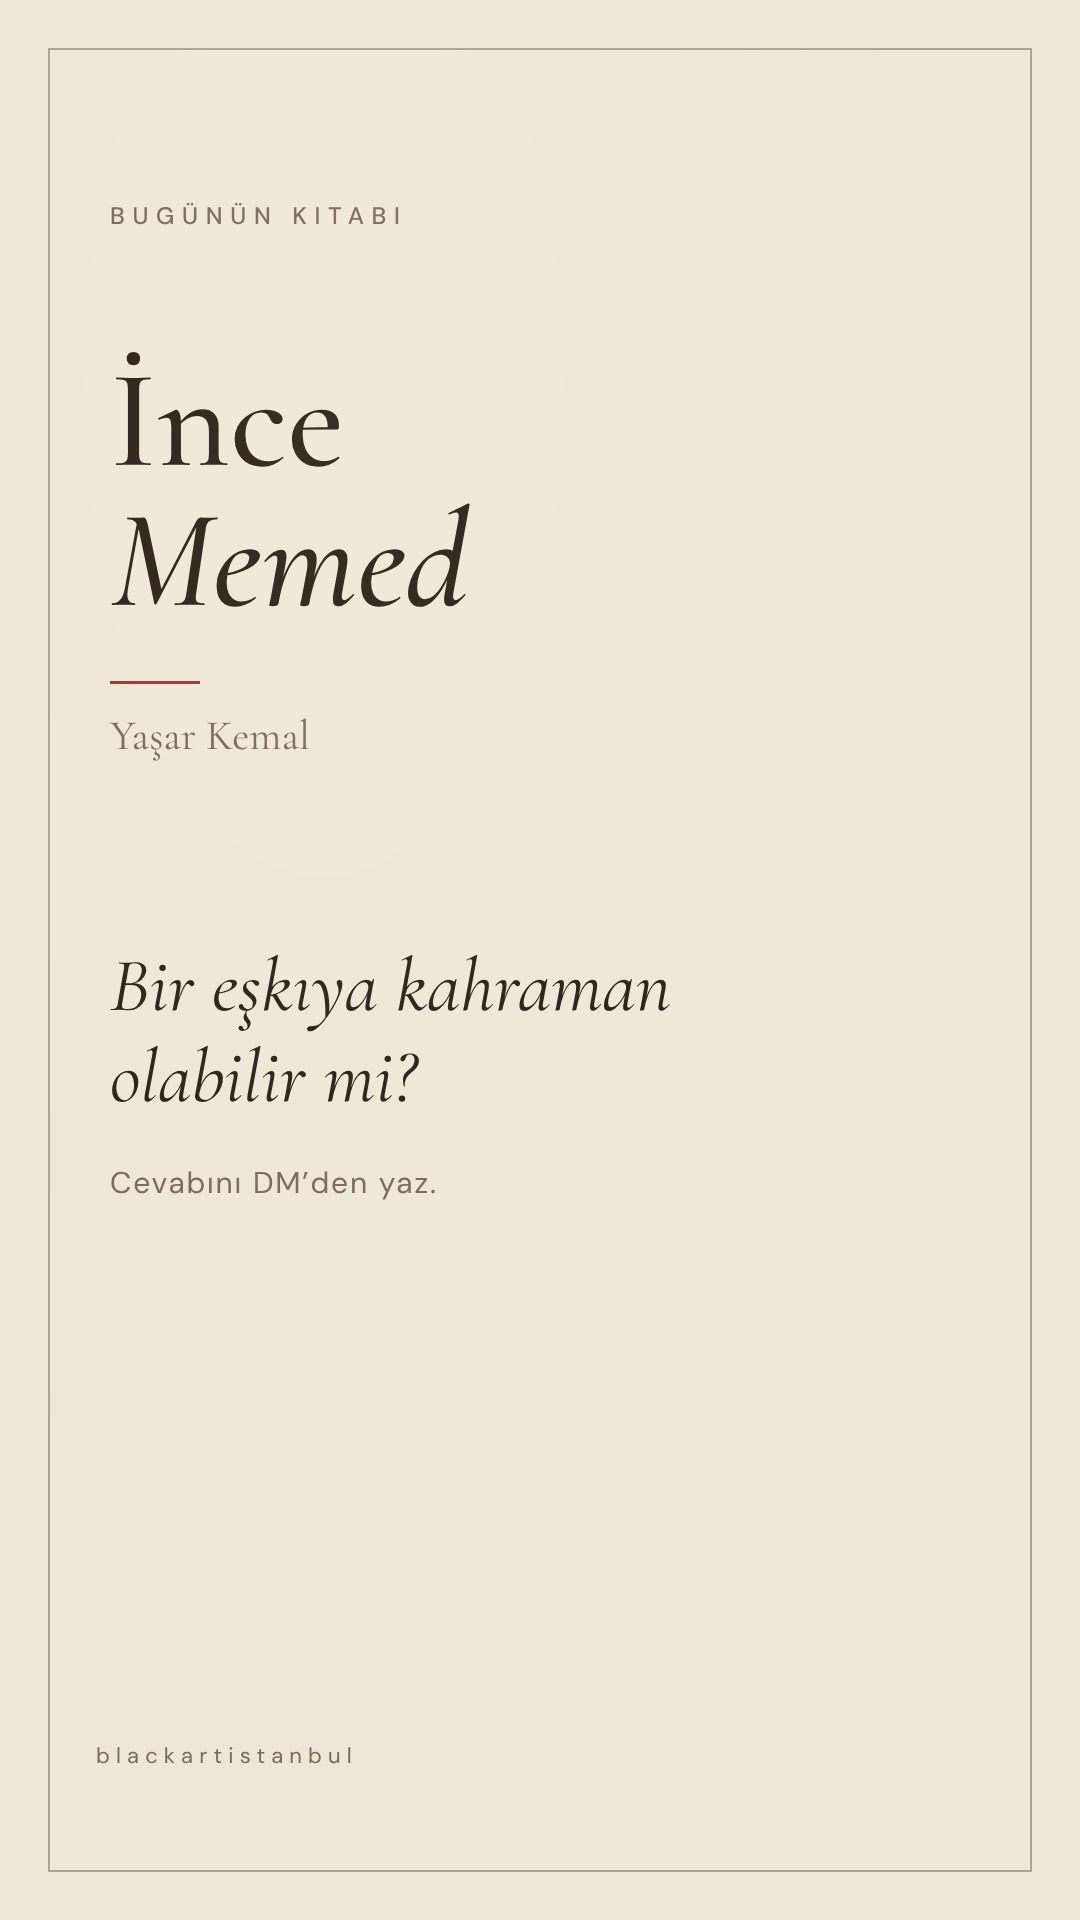 BUGÜNÜN KITABI
İnce
Memed
Yaşar Kemal
Bir eşkıya kahraman
olabilir mi?
Cevabını DM’den yaz.
blackartistanbul